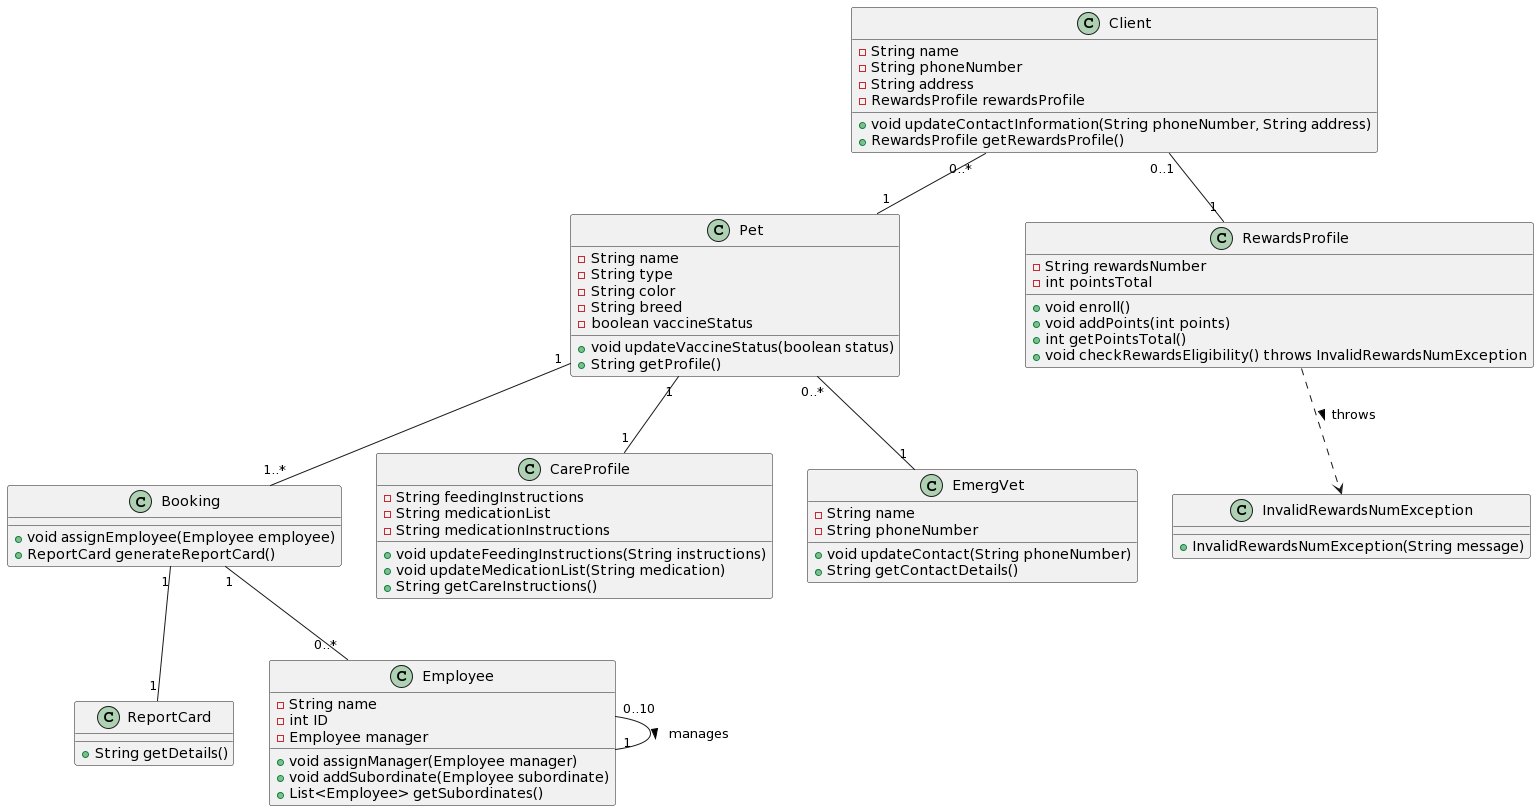 C Client
String name
String phoneNumber
String address
RewardsProfile rewardsProfile
void updateContactInformation(String phoneNumber, String address)
RewardsProfile getRewardsProfile()
0..*
0..1
1
1
C Pet
String name
String type
String color
String breed
boolean vaccineStatus
void updateVaccineStatus(boolean status)
String getProfile()
C RewardsProfile
String rewardsNumber
int pointsTotal
void enroll()
void addPoints(int points)
int getPointsTotal()
void checkRewardsEligibility() throws InvalidRewardsNumException
1
1
0..*
throws
1..*
1
1
C Booking
void assignEmployee(Employee employee)
ReportCard generateReportCard()
C CareProfile
String feedingInstructions
String medicationList
String medicationInstructions
void updateFeedingInstructions(String instructions)
void updateMedicationList(String medication)
String getCareInstructions()
C EmergVet
String name
String phoneNumber
void updateContact(String phoneNumber)
String getContactDetails()
C InvalidRewardsNumException
InvalidRewardsNumException(String message)
1
1
0..*
1
C ReportCard
String getDetails()
C Employee
String name
int ID
Employee manager
void assignManager(Employee manager)
void addSubordinate(Employee subordinate)
List<Employee> getSubordinates()
0..10
manages
1